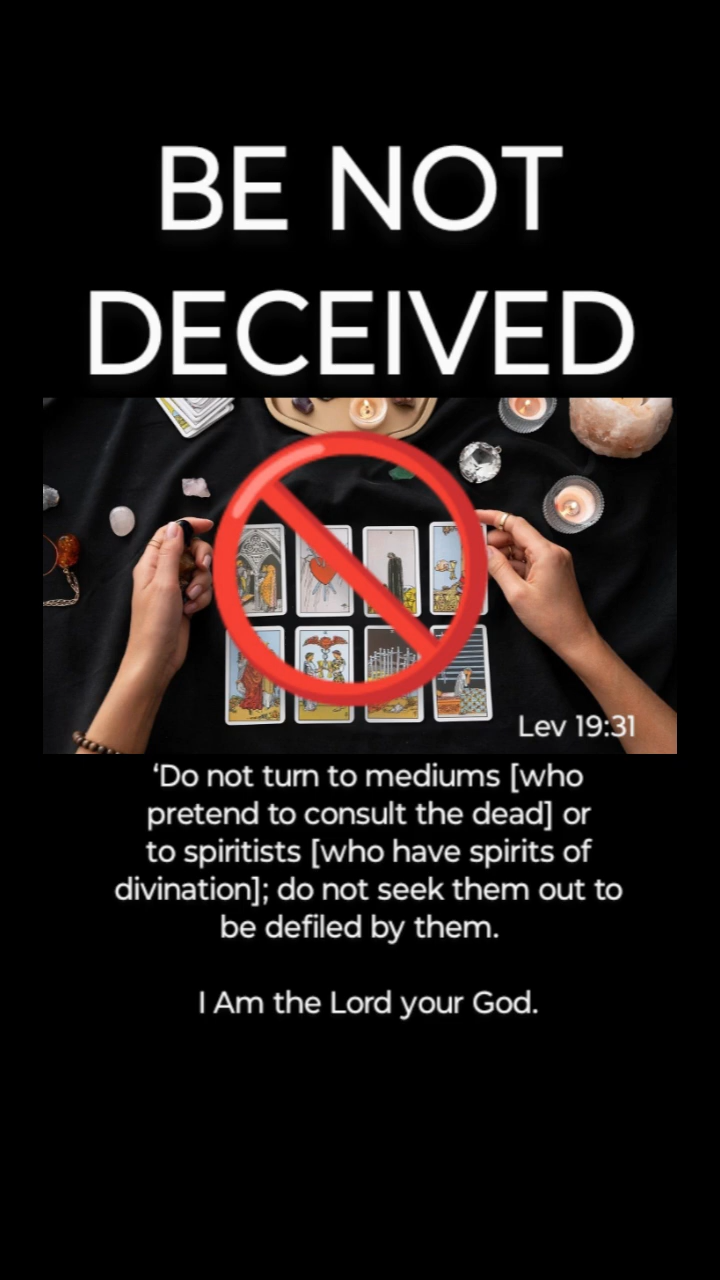 BE NOT
DECEIVED
Lev 19:31
‘Do not turn to mediums [who
pretend to consult the dead] or
to spiritists [who have spirits of
divination]; do not seek them out to
be defiled by them.
I Am the Lord your God.